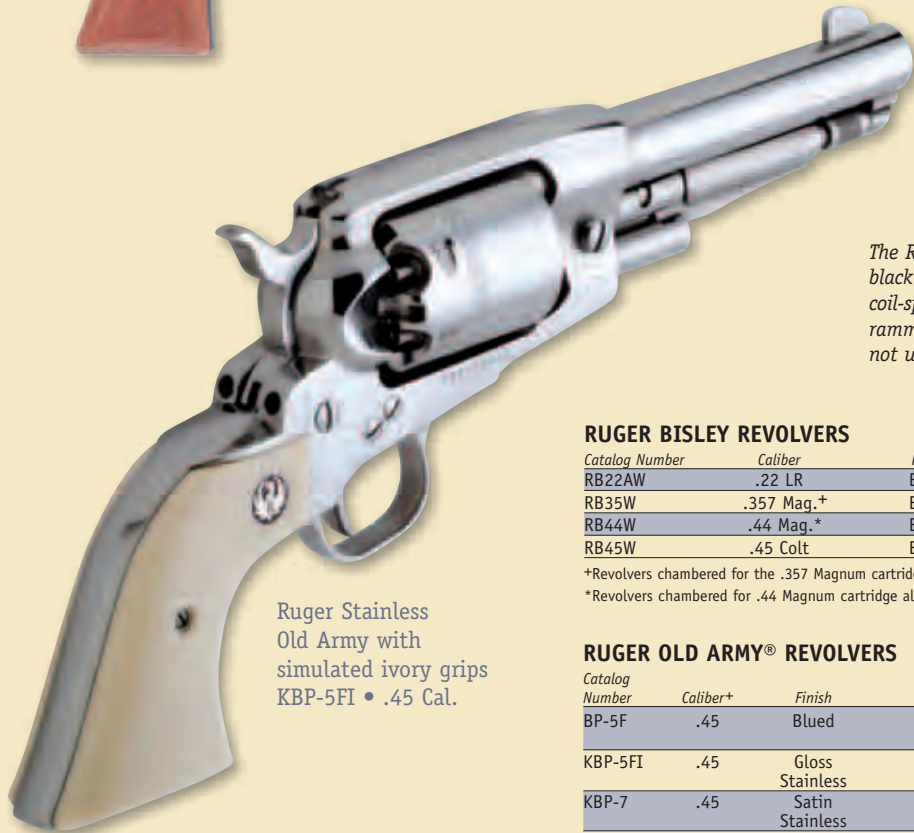 The R
black
coil-sp
ramm
not u
RUGER BISLEY REVOLVERS
Catalog Number Caliber
RB22AW .22 LR
RB35W .357 Mag.+
RB44W .44 Mag.*
RB45W .45 Colt
+Revolvers chambered for the .357 Magnum cartrid
*Revolvers chambered for .44 Magnum cartridge al
Ruger Stainless
Old Army with
simulated ivory grips
KBP-5FI • .45 Cal.
RUGER OLD ARMY® REVOLVERS
Catalog
Number Caliber+ Finish
BP-5F .45 Blued
KBP-5FI .45 Gloss
Stainless
KBP-7 .45 Satin
Stainless